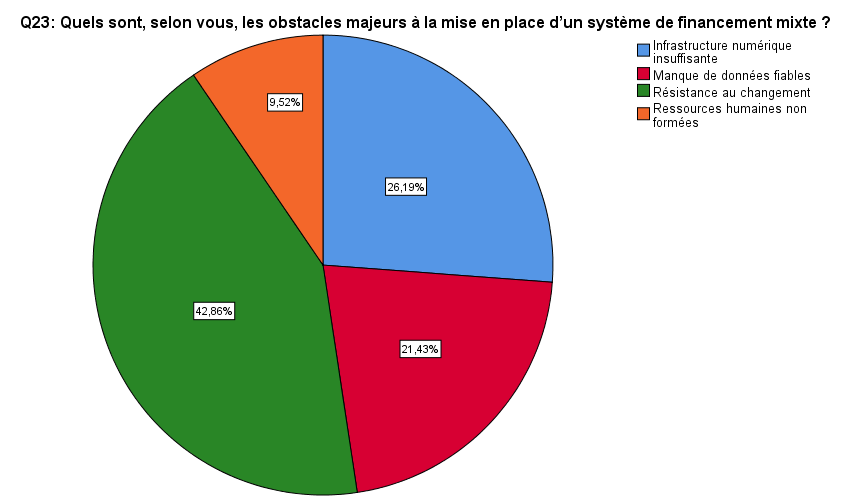 Q23: Quels sont, selon vous, les obstacles majeurs à la mise en place d’un système de financement mixte ?
Infrastructure numérique
insuffisante
Manque de données fiables
Résistance au changement
Ressources humaines non
formées
9,52%
26,19%
42,86%
21,43%